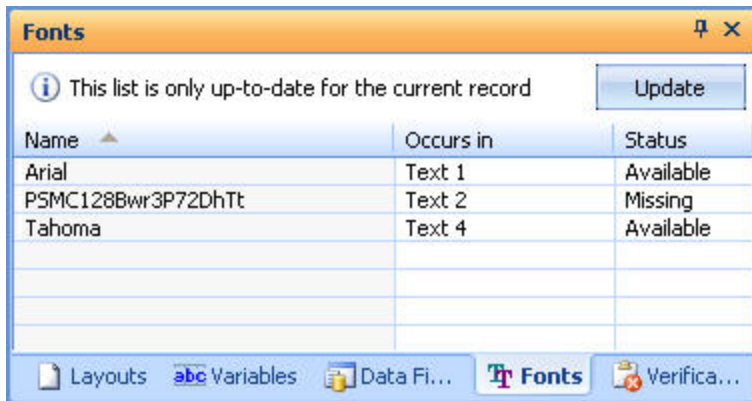 Fonts
This list is only up-to-date for the current record Update
Name Occurs in Status
Arial Text 1 Available
PSMC128Bwr3P72DhTt Text 2 Missing
Tahoma Text 4 Available
Layouts abc Variables Data Fi... Fonts Verifica...